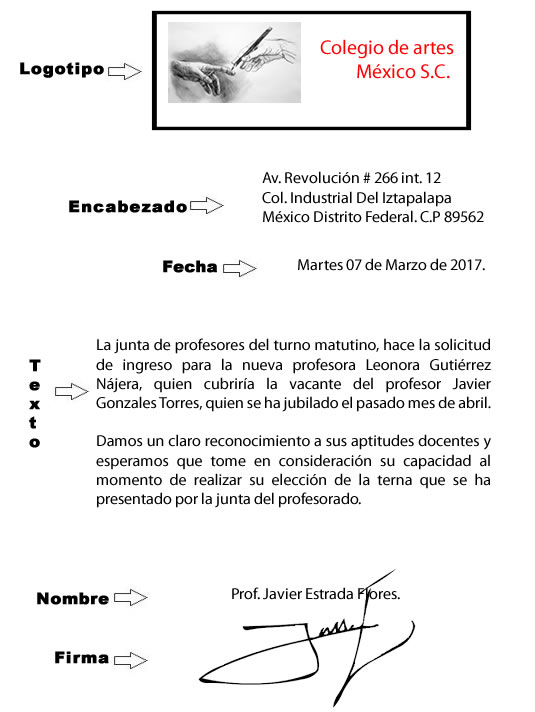 Logotipo
Colegio de artes
México S.C.
Encabezado
Av. Revolución # 266 int. 12
Col. Industrial Del Iztapalapa
México Distrito Federal. C.P 89562
Fecha
Martes 07 de Marzo de 2017.
Texto
La junta de profesores del turno matutino, hace la solicitud
de ingreso para la nueva profesora Leonora Gutiérrez
Nájera, quien cubriría la vacante del profesor Javier
Gonzales Torres, quien se ha jubilado el pasado mes de abril.
Damos un claro reconocimiento a sus aptitudes docentes y
esperamos que tome en consideración su capacidad al
momento de realizar su elección de la terna que se ha
presentado por la junta del profesorado.
Nombre
Prof. Javier Estrada Flores.
Firma